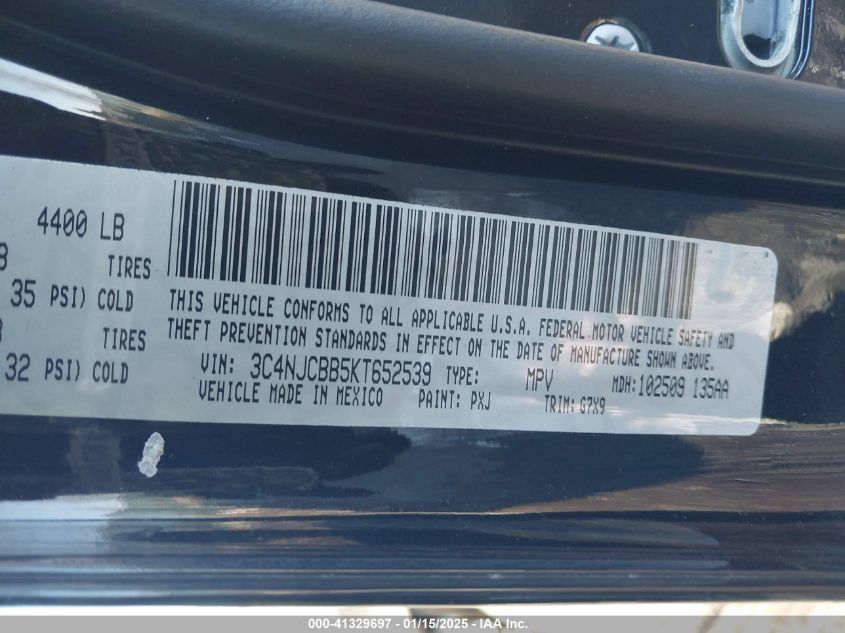 4400 LB
TIRES
35 PSI) COLD
TIRES
32 PSI) COLD
THIS VEHICLE CONFORMS TO ALL APPLICABLE U.S.A. FEDERAL MOTOR VEHICLE SAFETY AND
THEFT PREVENTION STANDARDS IN EFFECT ON THE DATE OF MANUFACTURE SHOWN ABOVE.
VIN: 3C4NJCBB5KT652539 TYPE: MPV MDH:102509 135AA
VEHICLE MADE IN MEXICO PAINT: PXJ TRIM: G7X9
000-41329697 - 01/15/2025 - IAA Inc.